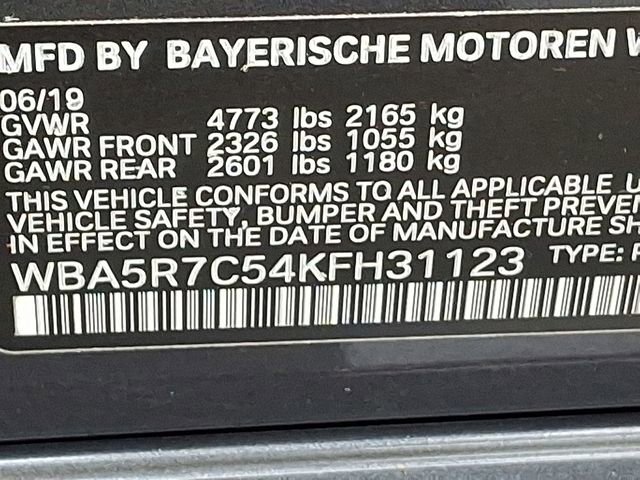 MFD BY BAYERISCHE MOTOREN W
06/19
GVWR 4773 lbs 2165 kg
GAWR FRONT 2326 lbs 1055 kg
GAWR REAR 2601 lbs 1180 kg
THIS VEHICLE CONFORMS TO ALL APPLICABLE U
VEHICLE SAFETY, BUMPER AND THEFT PREVEN
IN EFFECT ON THE DATE OF MANUFACTURE SH
WBA5R7C54KFH31123 TYPE: P